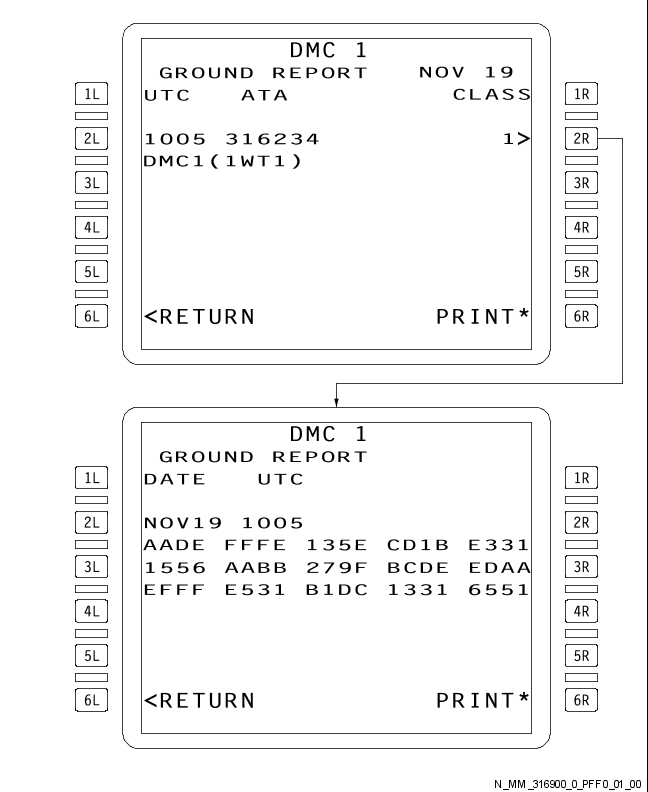 DMC 1
GROUND REPORT NOV 19
1L UTC ATA CLASS 1R
2L 1005 316234 1> 2R
DMC1(1WT1)
3L 3R
4L 4R
5L 5R
6L <RETURN PRINT* 6R
DMC 1
GROUND REPORT
1L DATE UTC 1R
2L NOV19 1005 2R
AADE FFFE 135E CD1B E331
3L 1556 AABB 279F BCDE EDAA 3R
EFFF E531 B1DC 1331 6551
4L 4R
5L 5R
6L <RETURN PRINT* 6R
N_MM_316900_0_PFF0_01_00